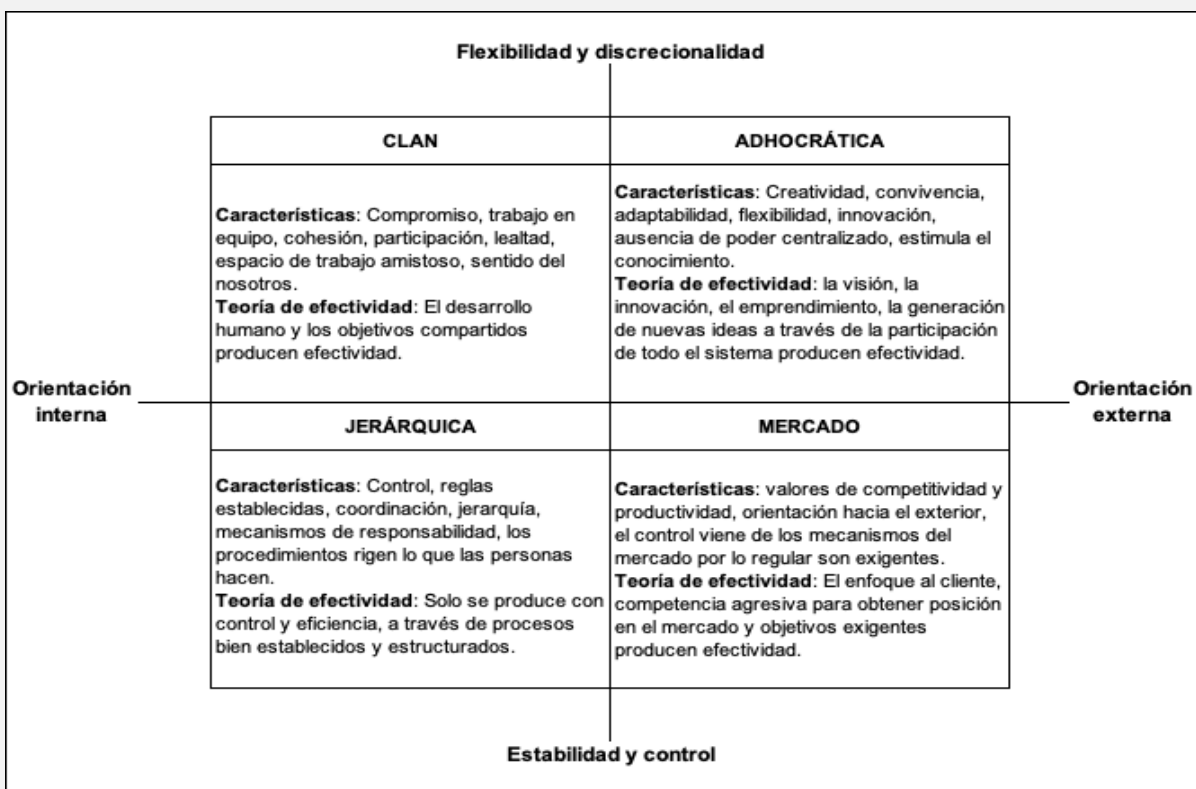 Flexibilidad y discrecionalidad
CLAN
Características: Compromiso, trabajo en
equipo, cohesión, participación, lealtad,
espacio de trabajo amistoso, sentido del
nosotros.
Teoría de efectividad: El desarrollo
humano y los objetivos compartidos
producen efectividad.
ADHOCRÁTICA
Características: Creatividad, convivencia,
adaptabilidad, flexibilidad, innovación,
ausencia de poder centralizado, estimula el
conocimiento.
Teoría de efectividad: la visión, la
innovación, el emprendimiento, la generación
de nuevas ideas a través de la participación
de todo el sistema producen efectividad.
Orientación
interna
Orientación
externa
JERÁRQUICA
Características: Control, reglas
establecidas, coordinación, jerarquía,
mecanismos de responsabilidad, los
procedimientos rigen lo que las personas
hacen.
Teoría de efectividad: Solo se produce con
control y eficiencia, a través de procesos
bien establecidos y estructurados.
MERCADO
Características: valores de competitividad y
productividad, orientación hacia el exterior,
el control viene de los mecanismos del
mercado por lo regular son exigentes.
Teoría de efectividad: El enfoque al cliente,
competencia agresiva para obtener posición
en el mercado y objetivos exigentes
producen efectividad.
Estabilidad y control